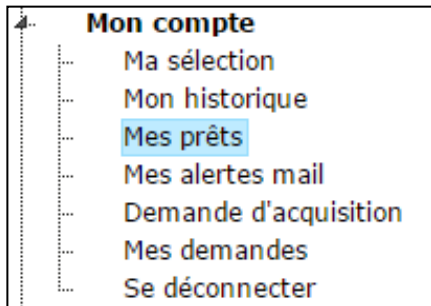 Mon compte
Ma sélection
Mon historique
Mes prêts
Mes alertes mail
Demande d'acquisition
Mes demandes
Se déconnecter